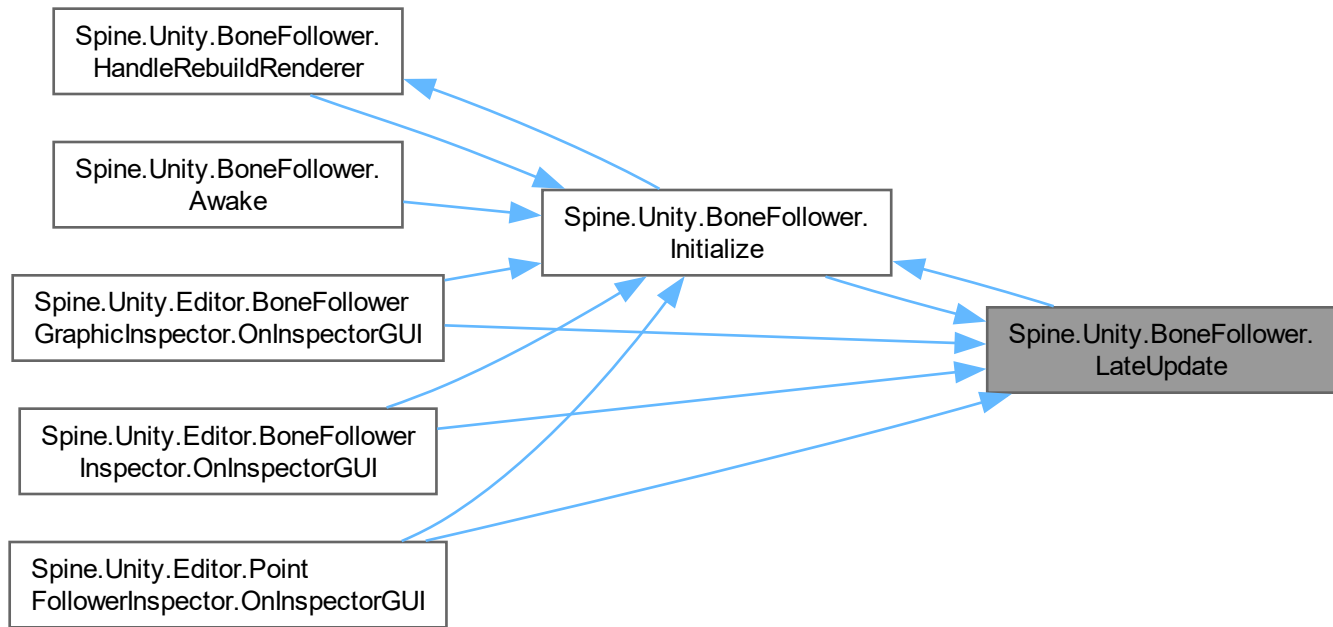 Spine.Unity.BoneFollower.
HandleRebuildRenderer
Spine.Unity.BoneFollower.
Awake
Spine.Unity.BoneFollower.
Initialize
Spine.Unity.Editor.BoneFollower
GraphicInspector.OnInspectorGUI
Spine.Unity.BoneFollower.
LateUpdate
Spine.Unity.Editor.BoneFollower
Inspector.OnInspectorGUI
Spine.Unity.Editor.Point
FollowerInspector.OnInspectorGUI